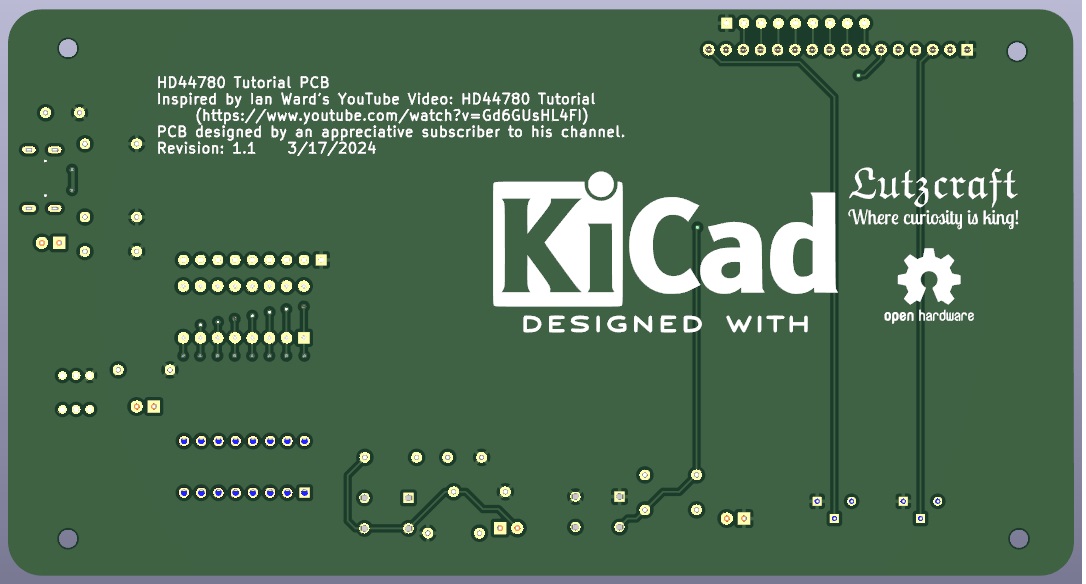 HD44780 Tutorial PCB
Inspired by Ian Ward's YouTube Video: HD44780 Tutorial
(https://www.youtube.com/watch?v=Gd6GUsHL4FI)
PCB designed by an appreciative subscriber to his channel.
Revision: 1.1 3/17/2024
KiCad
DESIGNED WITH
Lutzcraft
Where curiosity is king!
open hardware